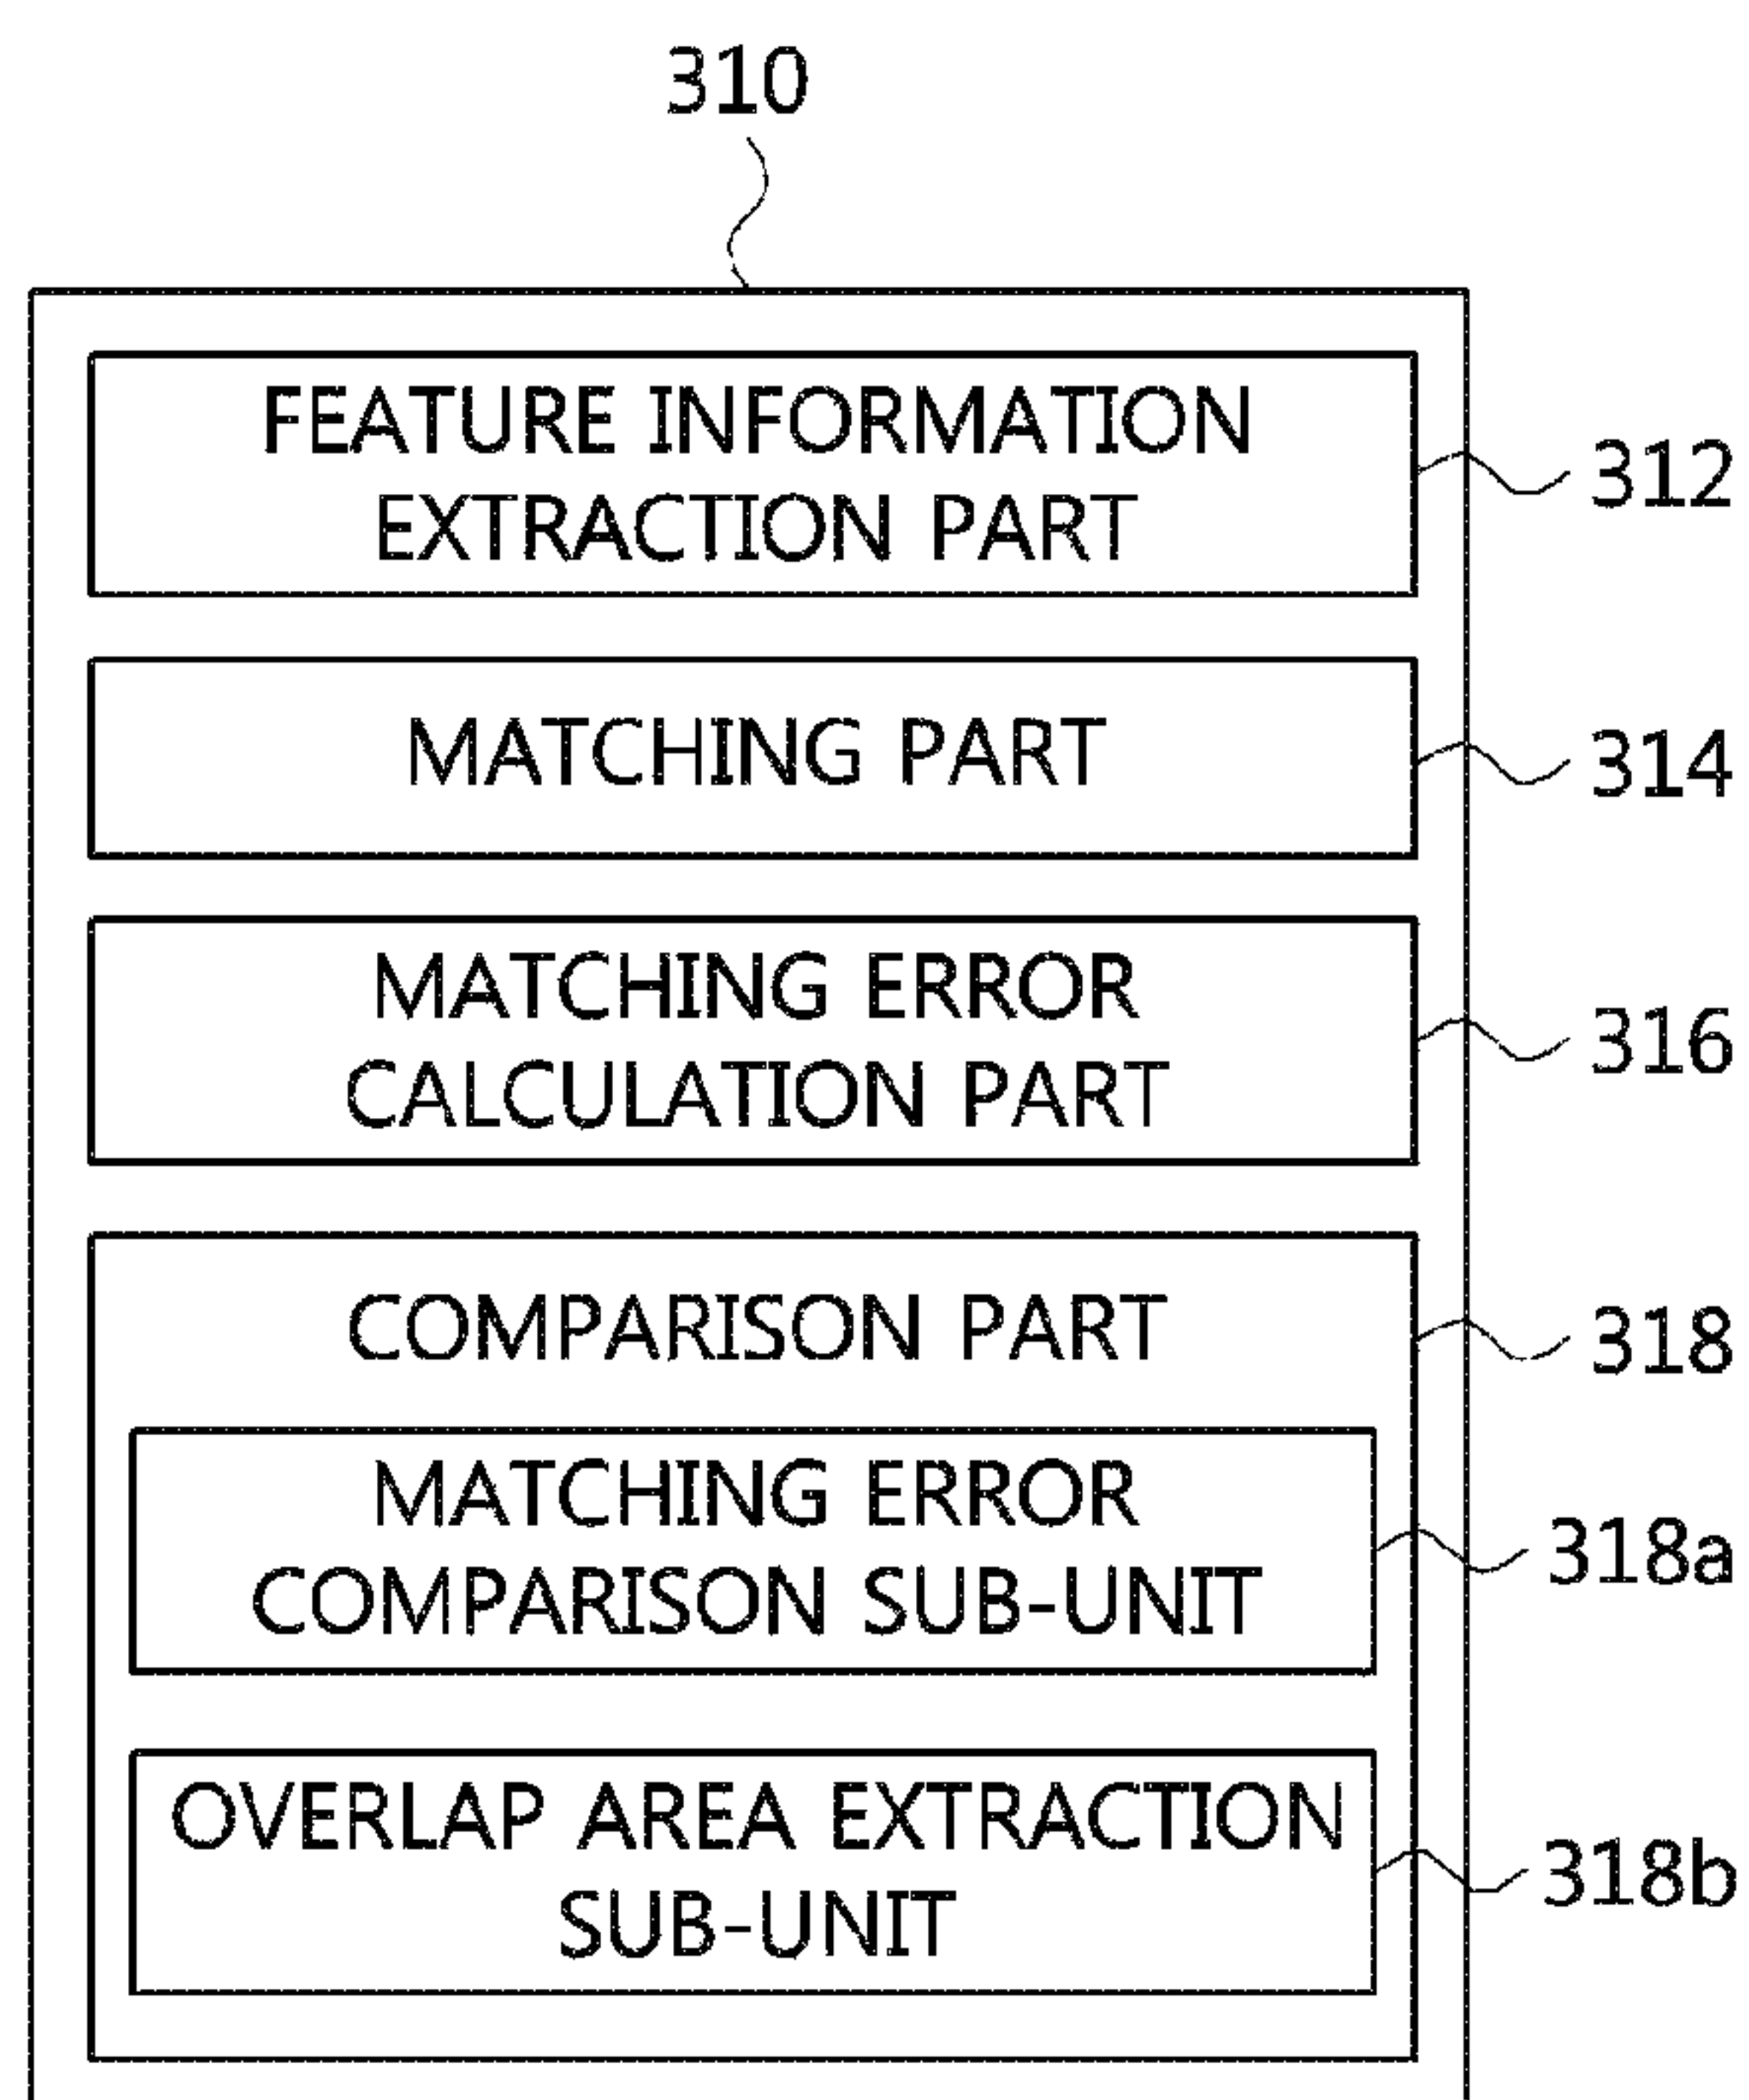 310
FEATURE INFORMATION
EXTRACTION PART
312
MATCHING PART
314
MATCHING ERROR
CALCULATION PART
316
COMPARISON PART
318
MATCHING ERROR
COMPARISON SUB-UNIT
318a
OVERLAP AREA EXTRACTION
SUB-UNIT
318b